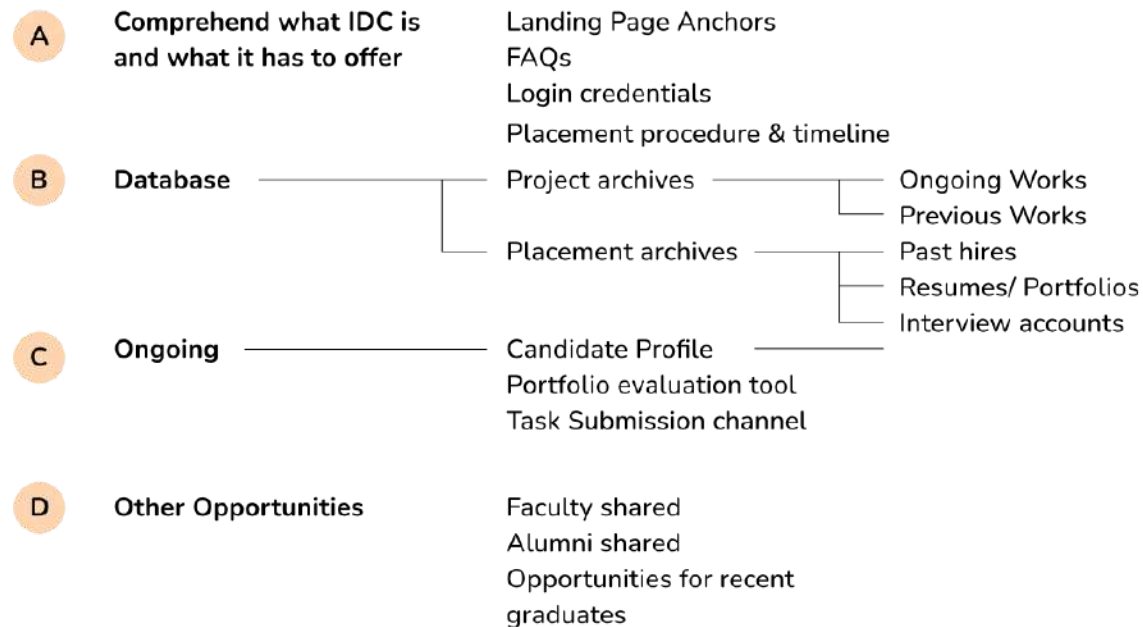 A
Comprehend what IDC is
and what it has to offer
Landing Page Anchors
FAQs
Login credentials
Placement procedure & timeline
B
Database
Project archives
Ongoing Works
Previous Works
Placement archives
Past hires
Resumes/ Portfolios
Interview accounts
C
Ongoing
Candidate Profile
Portfolio evaluation tool
Task Submission channel
D
Other Opportunities
Faculty shared
Alumni shared
Opportunities for recent
graduates